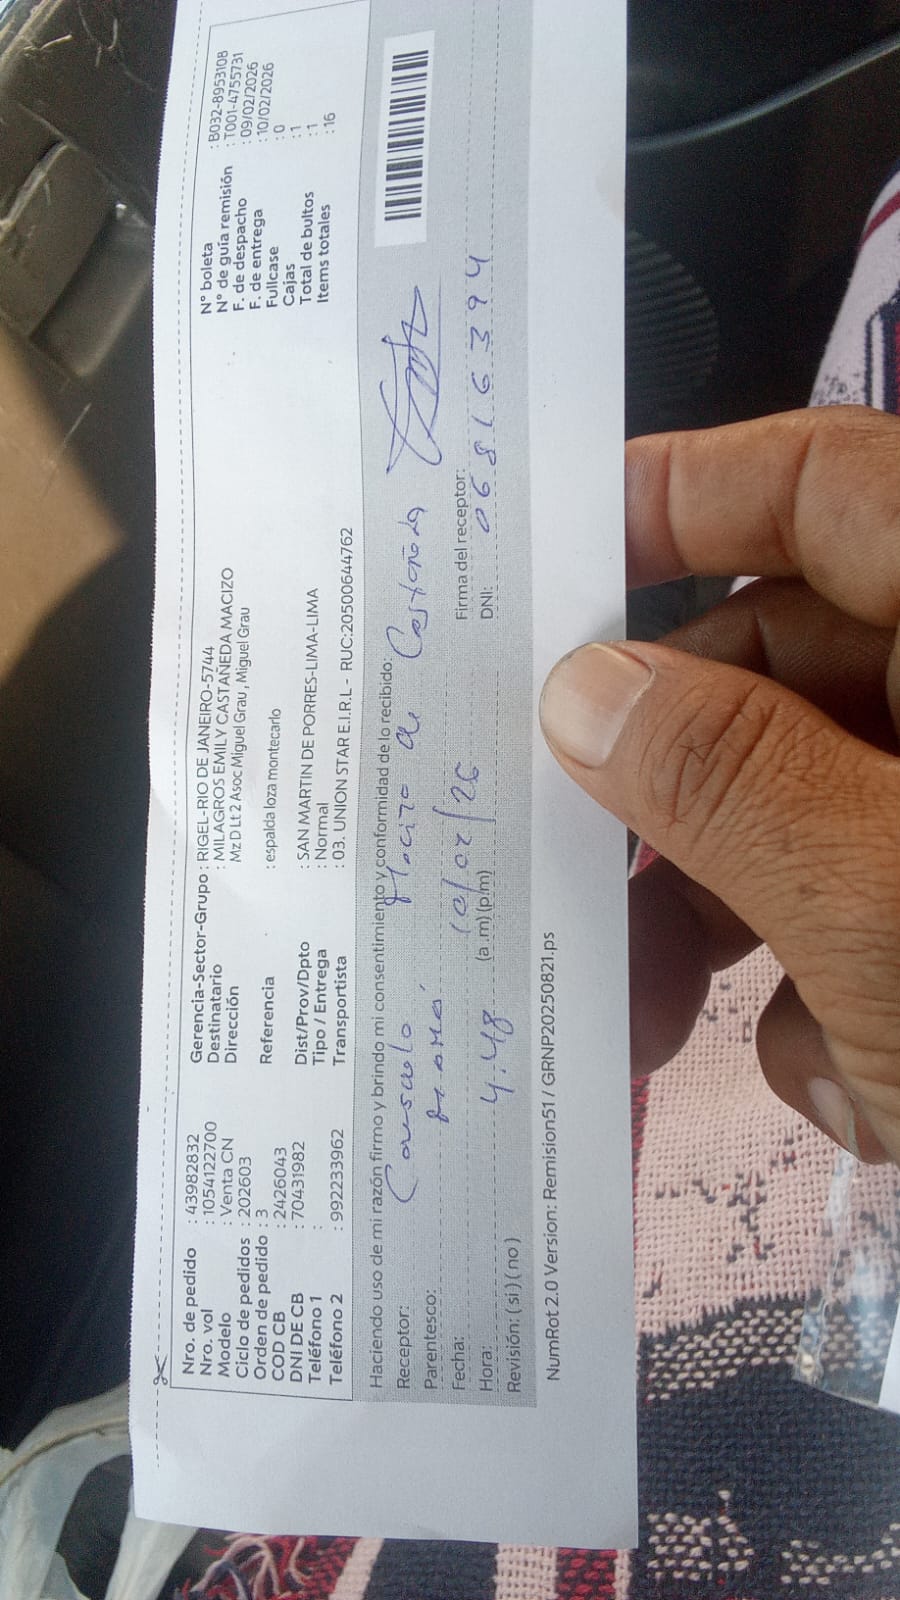 Nro. de pedido : 43982832
Nro. vol : 1054122700
Modelo : Venta CN
Ciclo de pedidos : 202603
Orden de pedido : 3
COD CB : 2426043
DNI DE CB : 70431982
Teléfono 1 :
Teléfono 2 : 992233962
Gerencia-Sector-Grupo : RIGEL-RIO DE JANEIRO-5744
Destinatario : MILAGROS EMILY CASTAÑEDA MACIZO
Dirección Mz D Lt 2 Asoc Miguel Grau , Miguel Grau
Referencia : espalda loza montecarlo
Dist/Prov/Dpto : SAN MARTIN DE PORRES-LIMA-LIMA
Tipo / Entrega : Normal
Transportista : 03. UNION STAR E.I.R.L - RUC:20500644762
N° boleta : B032-8953108
N° de guía remisión : T001-4755731
F. de despacho : 09/02/2026
F. de entrega : 10/02/2026
Fullcase : 0
Cajas : 1
Total de bultos : 1
Items totales : 16
Haciendo uso de mi razón firmo y brindo mi consentimiento y conformidad de lo recibido:
Receptor: Consuelo de Castañeda
Parentesco:
Fecha: 10/02/26
Firma del receptor:
Hora: 4:48 (a.m) (p.m)
DNI: 06816394
Revisión: ( si ) ( no )
NumRot 2.0 Version: Remision51 / GRNP20250821.ps